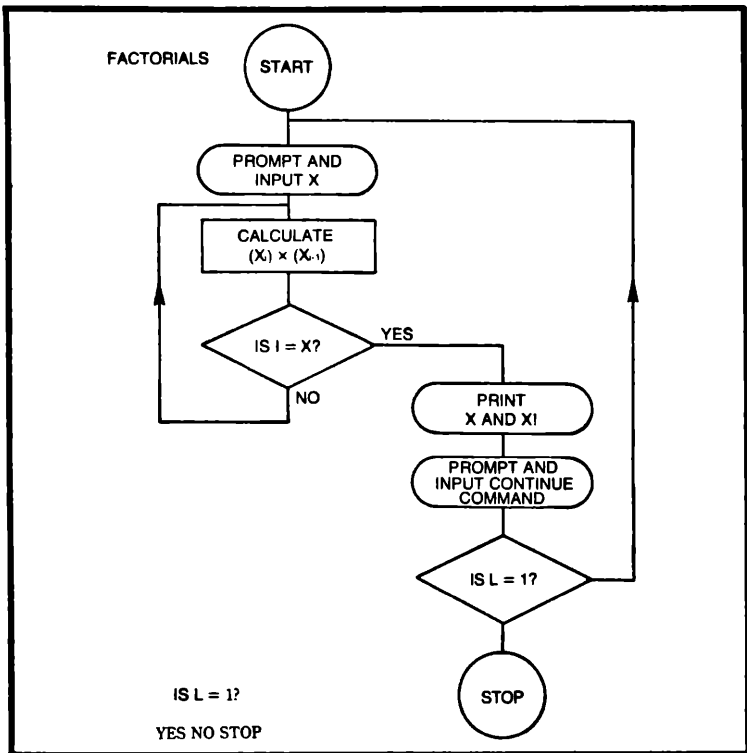 FACTORIALS
START
PROMPT AND
INPUT X
CALCULATE
(Xᵢ) × (Xᵢ₋₁)
IS I = X?
YES
NO
PRINT
X AND X!
PROMPT AND
INPUT CONTINUE
COMMAND
IS L = 1?
STOP
IS L = 1?
YES NO STOP